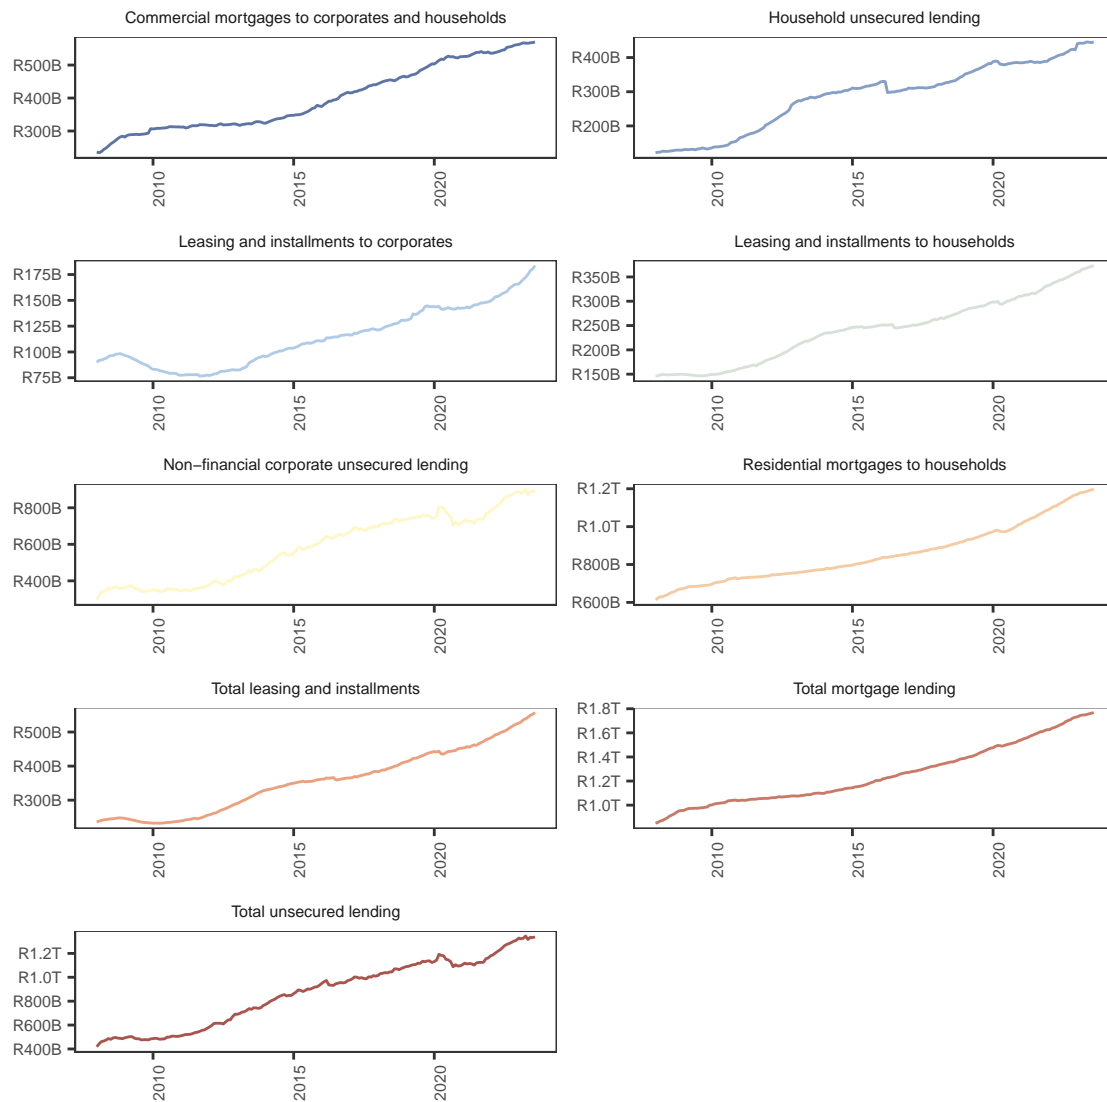 Commercial mortgages to corporates and households
R500B
R400B
R300B
2010
2015
2020
Household unsecured lending
R400B
R300B
R200B
2010
2015
2020
Leasing and installments to corporates
R175B
R150B
R125B
R100B
R75B
2010
2015
2020
Leasing and installments to households
R350B
R300B
R250B
R200B
R150B
2010
2015
2020
Non−financial corporate unsecured lending
R800B
R600B
R400B
2010
2015
2020
Residential mortgages to households
R1.2T
R1.0T
R800B
R600B
2010
2015
2020
Total leasing and installments
R500B
R400B
R300B
2010
2015
2020
Total mortgage lending
R1.8T
R1.6T
R1.4T
R1.2T
R1.0T
2010
2015
2020
Total unsecured lending
R1.2T
R1.0T
R800B
R600B
R400B
2010
2015
2020